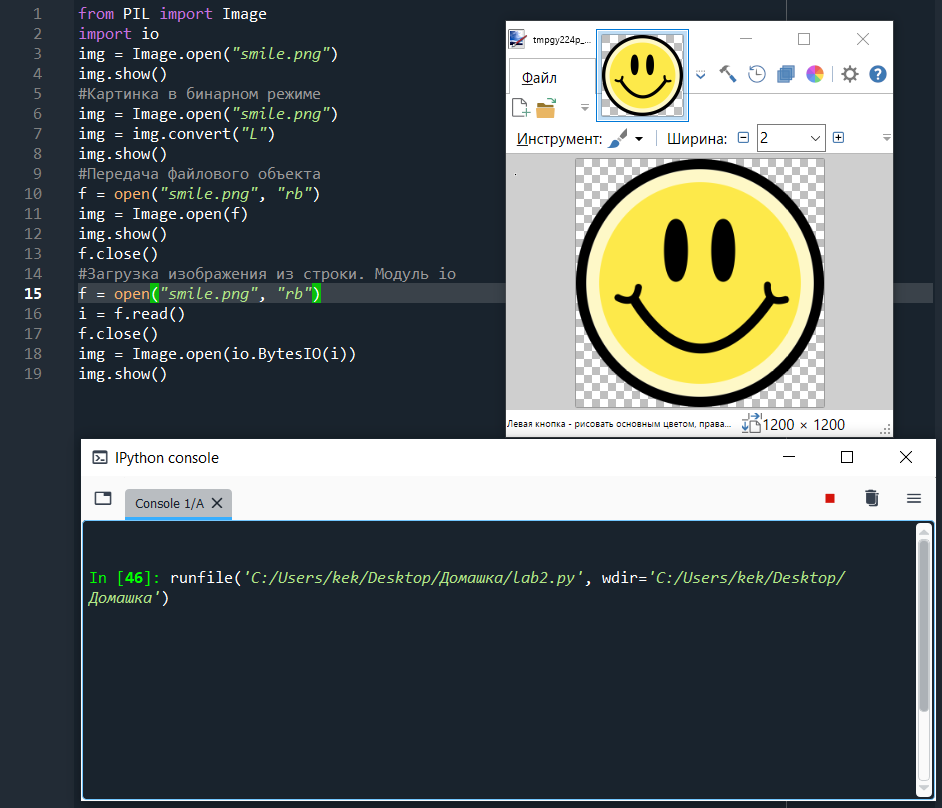 1 from PIL import Image
2 import io
3 img = Image.open("smile.png")
4 img.show()
5 #Картинка в бинарном режиме
6 img = Image.open("smile.png")
7 img = img.convert("L")
8 img.show()
9 #Передача файлового объекта
10 f = open("smile.png", "rb")
11 img = Image.open(f)
12 img.show()
13 f.close()
14 #Загрузка изображения из строки. Модуль io
15 f = open("smile.png", "rb")
16 i = f.read()
17 f.close()
18 img = Image.open(io.BytesIO(i))
19 img.show()
tmpgy224p_...
Файл
Инструмент: Ширина: 2
Левая кнопка - рисовать основным цветом, права... 1200 × 1200
IPython console
Console 1/A
In [46]: runfile('C:/Users/kek/Desktop/Домашка/lab2.py', wdir='C:/Users/kek/Desktop/
Домашка')